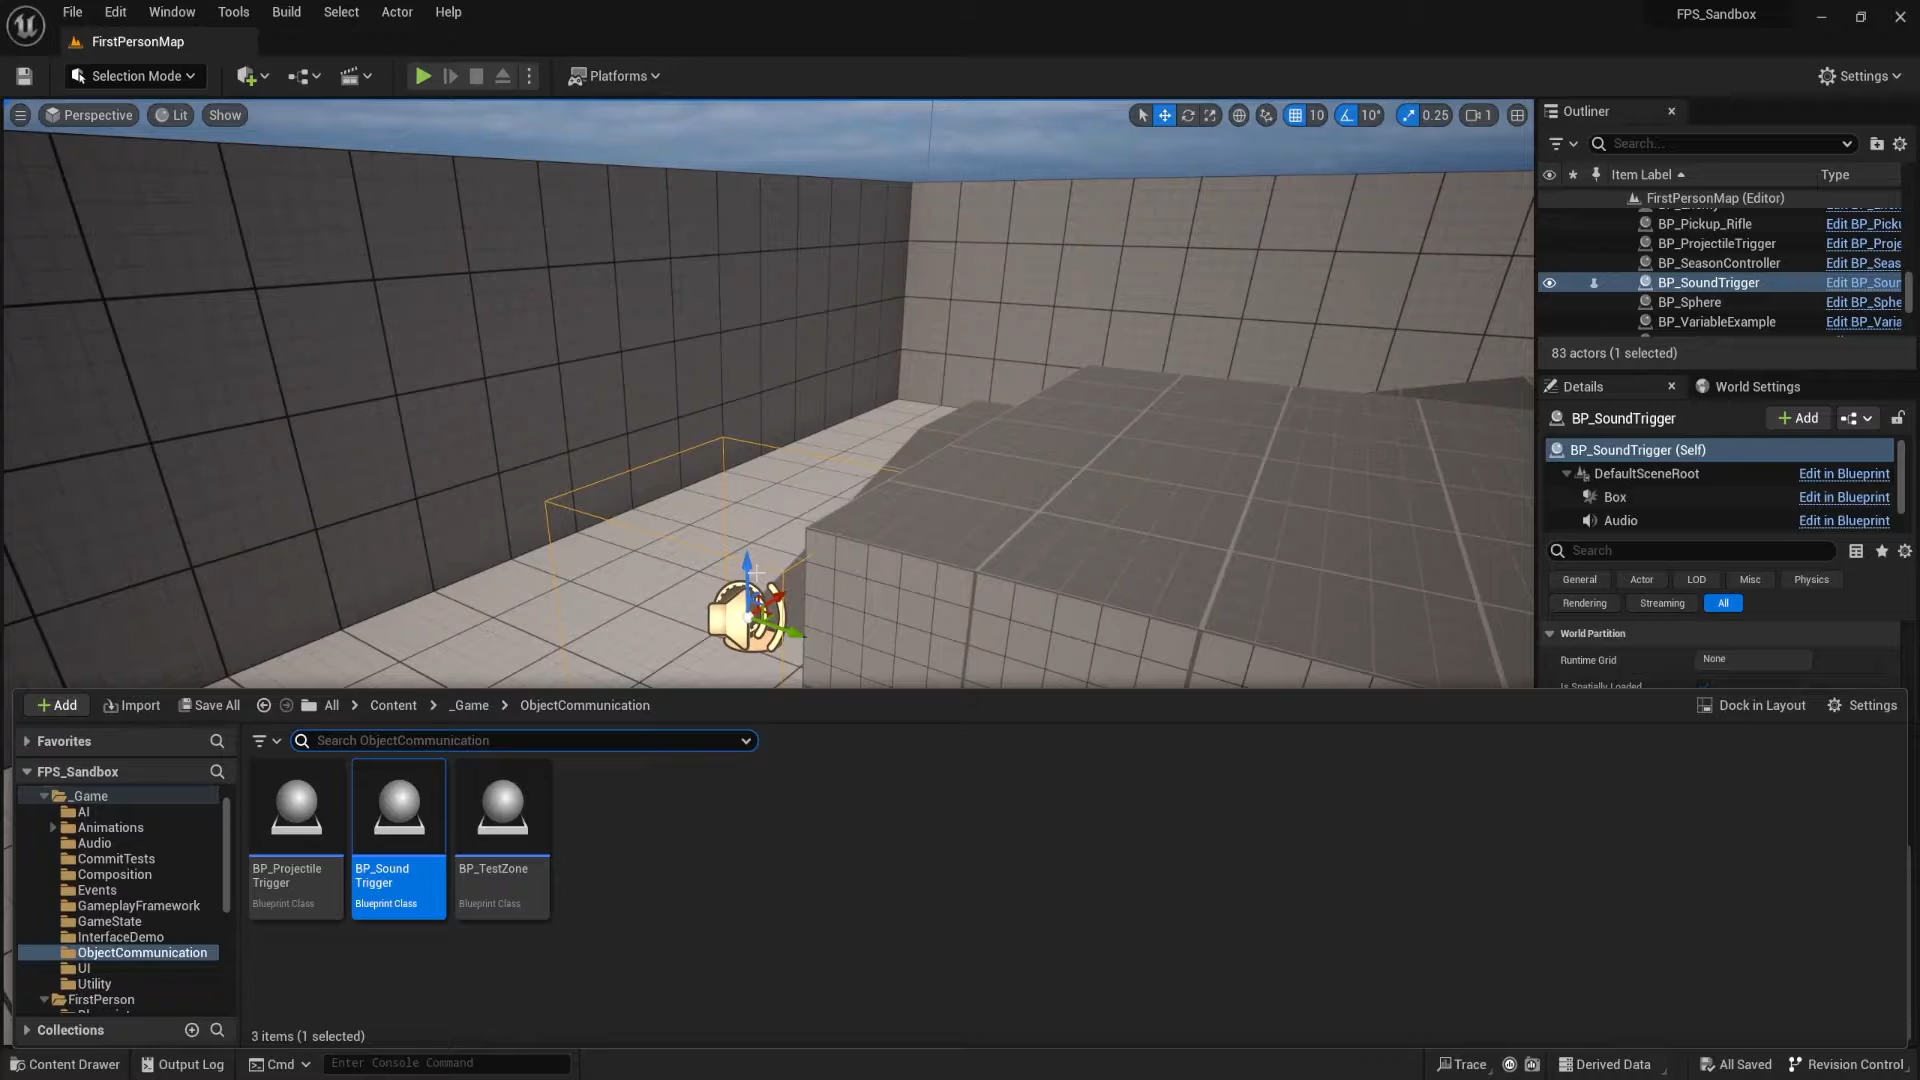 File Edit Window Tools Build Select Actor Help
FPS_Sandbox
FirstPersonMap
Selection Mode
Platforms
Settings
Perspective Lit Show
10 10° 0.25 1
Outliner
Search...
Item Label Type
FirstPersonMap (Editor)
BP_Pickup_Rifle Edit BP_Picku
BP_ProjectileTrigger Edit BP_Proje
BP_SeasonController Edit BP_Seas
BP_SoundTrigger Edit BP_Soun
BP_Sphere Edit BP_Sphe
BP_VariableExample Edit BP_Varia
83 actors (1 selected)
Details World Settings
BP_SoundTrigger Add
BP_SoundTrigger (Self)
DefaultSceneRoot Edit in Blueprint
Box Edit in Blueprint
Audio Edit in Blueprint
Search
General Actor LOD Misc Physics
Rendering Streaming All
World Partition
Runtime Grid None
Is Spatially Loaded
Add Import Save All All Content _Game ObjectCommunication Dock in Layout Settings
Favorites
Search ObjectCommunication
FPS_Sandbox
_Game
AI
Animations
Audio
CommitTests
Composition
Events
GameplayFramework
GameState
InterfaceDemo
ObjectCommunication
UI
Utility
FirstPerson
Collections
BP_Projectile
Trigger
Blueprint Class
BP_Sound
Trigger
Blueprint Class
BP_TestZone
Blueprint Class
3 items (1 selected)
Content Drawer Output Log Cmd Enter Console Command Trace Derived Data All Saved Revision Control